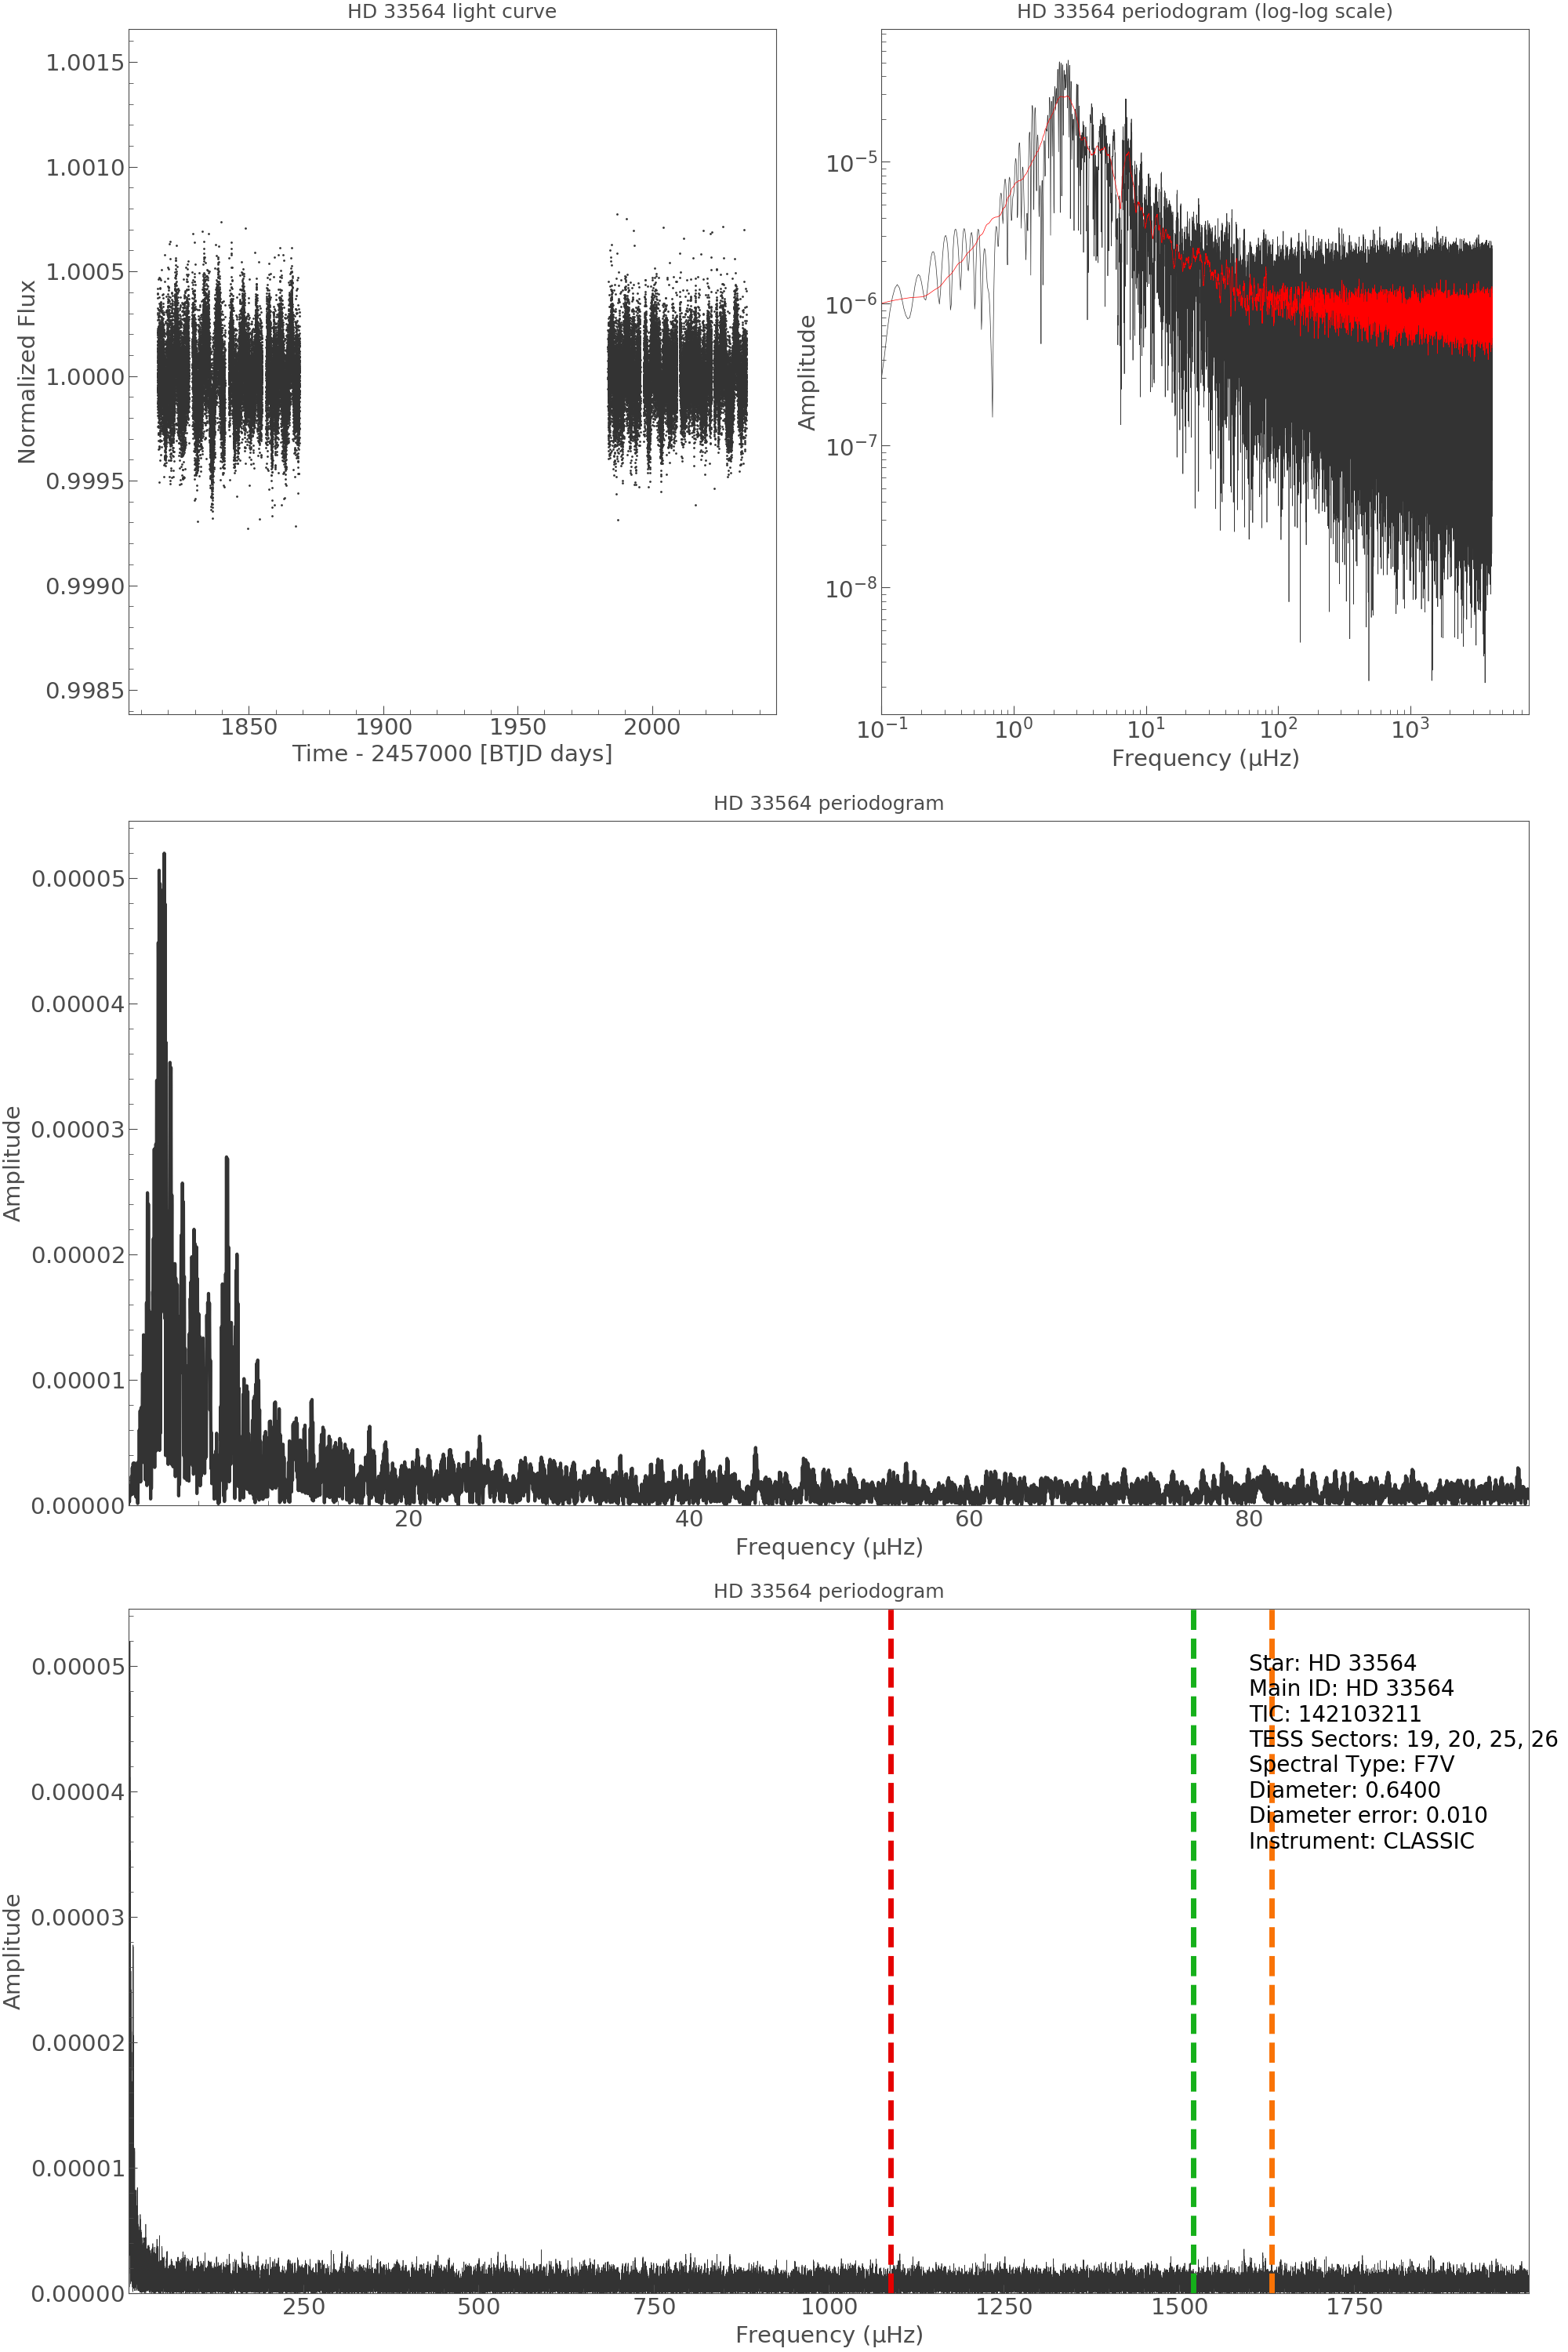 HD 33564 light curve
1.0015
1.0010
1.0005
1.0000
0.9995
0.9990
0.9985
Normalized Flux
1850 1900 1950 2000
Time - 2457000 [BTJD days]
HD 33564 periodogram (log-log scale)
10⁻⁵
10⁻⁶
10⁻⁷
10⁻⁸
Amplitude
10⁻¹ 10⁰ 10¹ 10² 10³
Frequency (μHz)
HD 33564 periodogram
0.00005
0.00004
0.00003
0.00002
0.00001
0.00000
Amplitude
20 40 60 80
Frequency (μHz)
HD 33564 periodogram
0.00005
0.00004
0.00003
0.00002
0.00001
0.00000
Amplitude
Star: HD 33564
Main ID: HD 33564
TIC: 142103211
TESS Sectors: 19, 20, 25, 26
Spectral Type: F7V
Diameter: 0.6400
Diameter error: 0.010
Instrument: CLASSIC
250 500 750 1000 1250 1500 1750
Frequency (μHz)